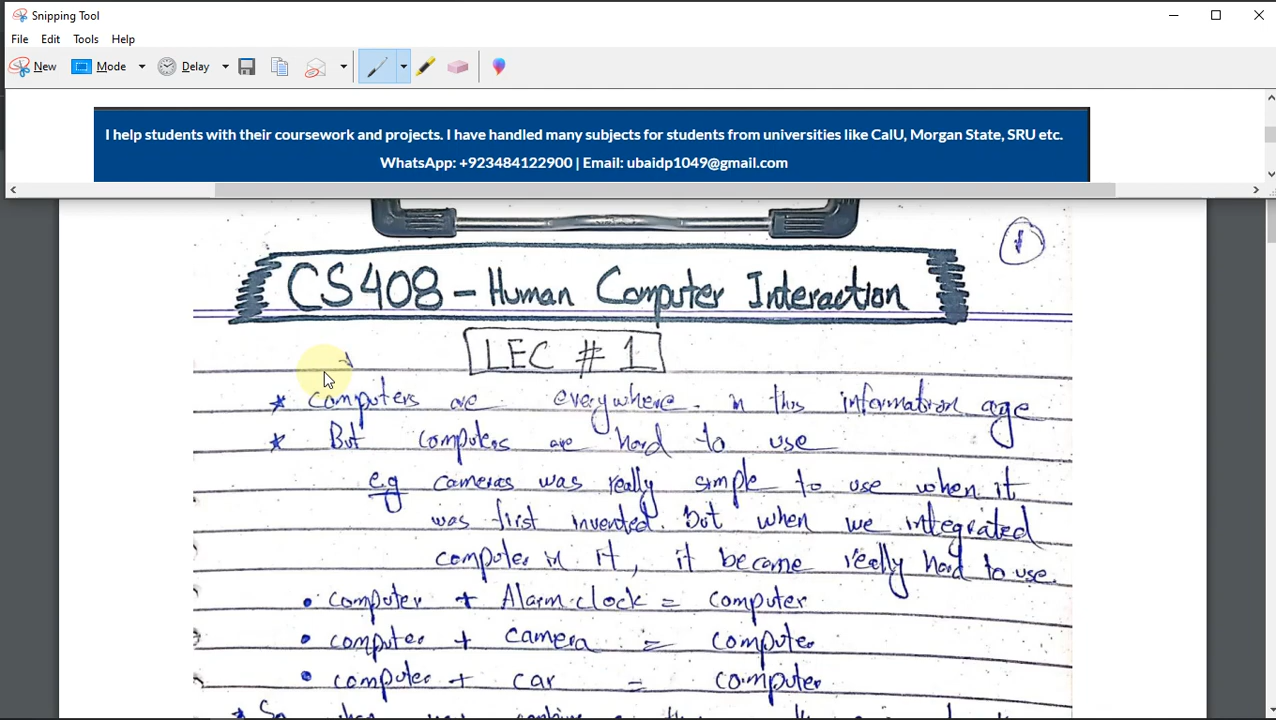 Snipping Tool
File Edit Tools Help
New Mode Delay
I help students with their coursework and projects. I have handled many subjects for students from universities like CalU, Morgan State, SRU etc.
WhatsApp: +923484122900 | Email: ubaidp1049@gmail.com
1
CS408 - Human Computer Interaction
LEC # 1
* Computers are everywhere. in this information age
* But computers are hard to use
e.g cameras was really simple to use when it
was first invented. But when we integrated
computer in it, it became really hard to use.
• computer + Alarm clock = computer
• computer + camera = computer
• computer + car = computer
* So